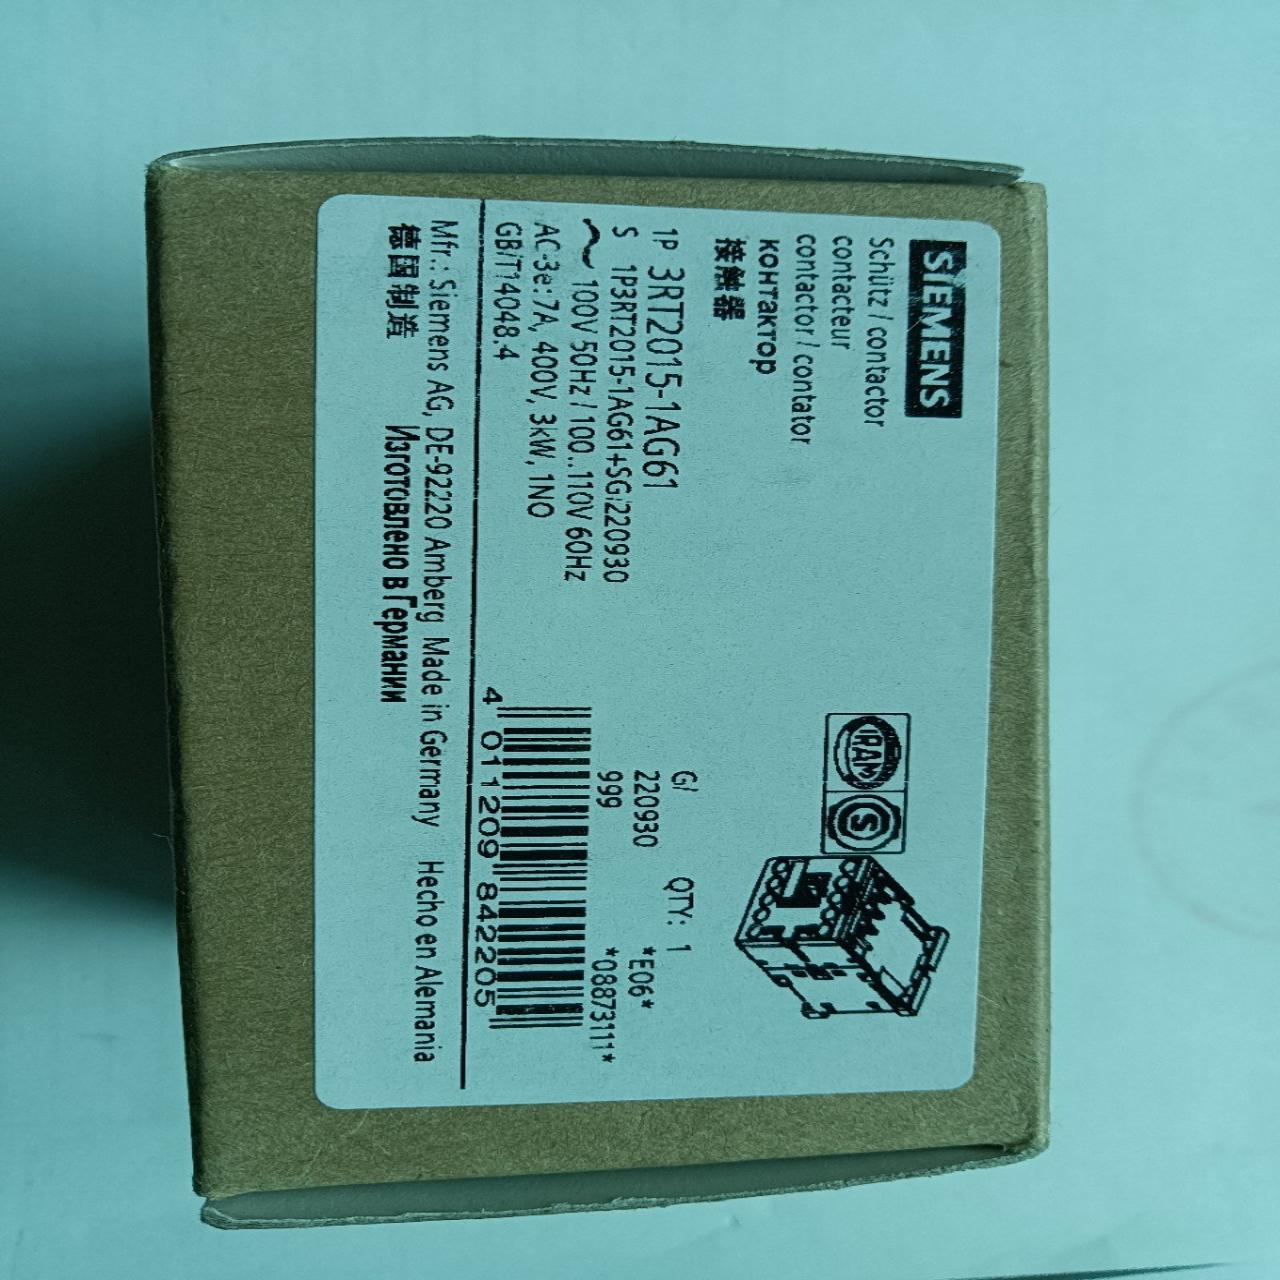 SIEMENS
Schütz / contactor
contacteur
contactor / contator
контактор
接触器
1P 3RT2015-1AG61
S 1P3RT2015-1AG61+SG/220930
~ 100V 50Hz / 100..110V 60Hz
AC-3e:7A, 400V, 3kW, 1NO
GB/T14048.4
IRAM
S
G/ QTY: 1
220930 *E06*
999 *08873111*
4 011209 842205
Mfr.: Siemens AG, DE-92220 Amberg Made in Germany Hecho en Alemania
德國制造 Изготовлено в Германии